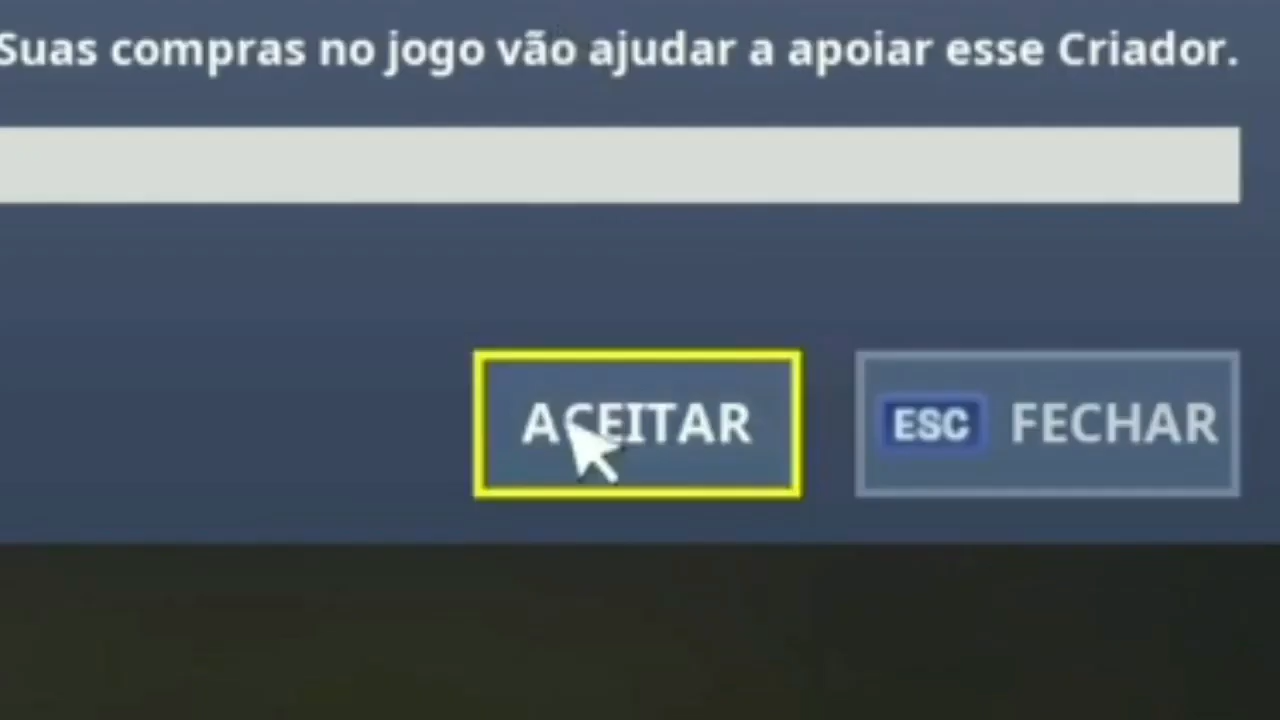 Suas compras no jogo vão ajudar a apoiar esse Criador.
ACEITAR
ESC FECHAR